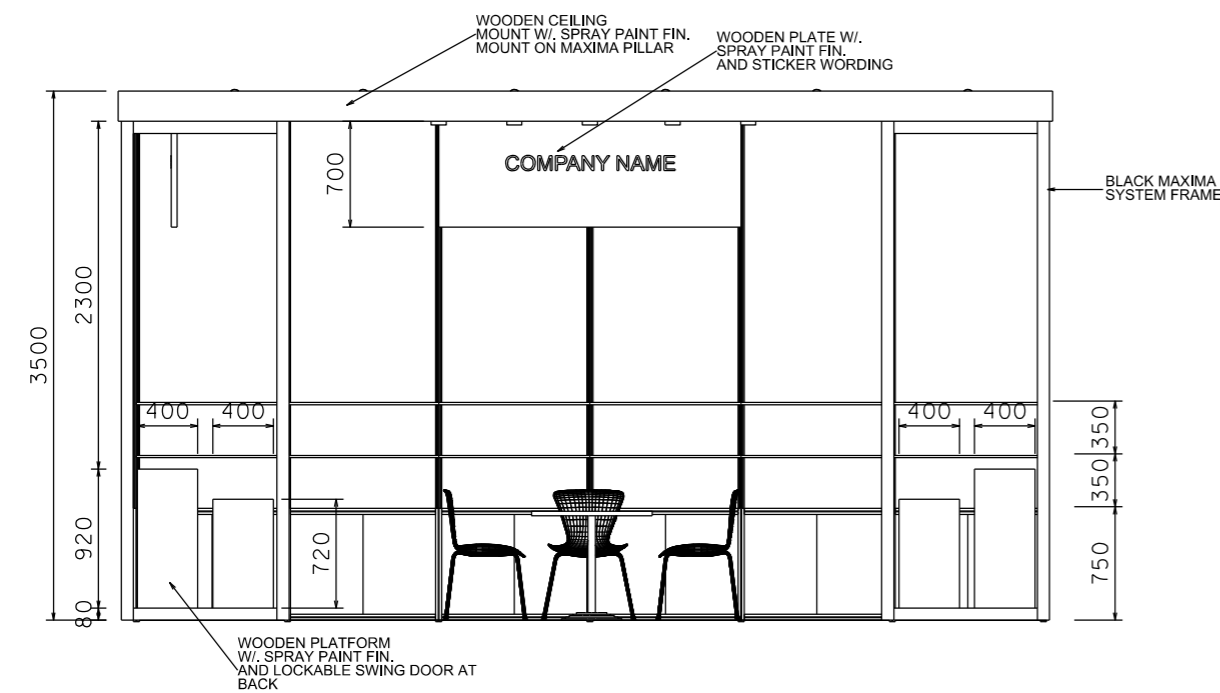 WOODEN CEILING
MOUNT W/. SPRAY PAINT FIN.
MOUNT ON MAXIMA PILLAR
WOODEN PLATE W/.
SPRAY PAINT FIN.
AND STICKER WORDING
COMPANY NAME
700
BLACK MAXIMA
SYSTEM FRAME
2300
3500
400 400
400 400
350
350
920
720
750
80
WOODEN PLATFORM
W/. SPRAY PAINT FIN.
AND LOCKABLE SWING DOOR AT
BACK